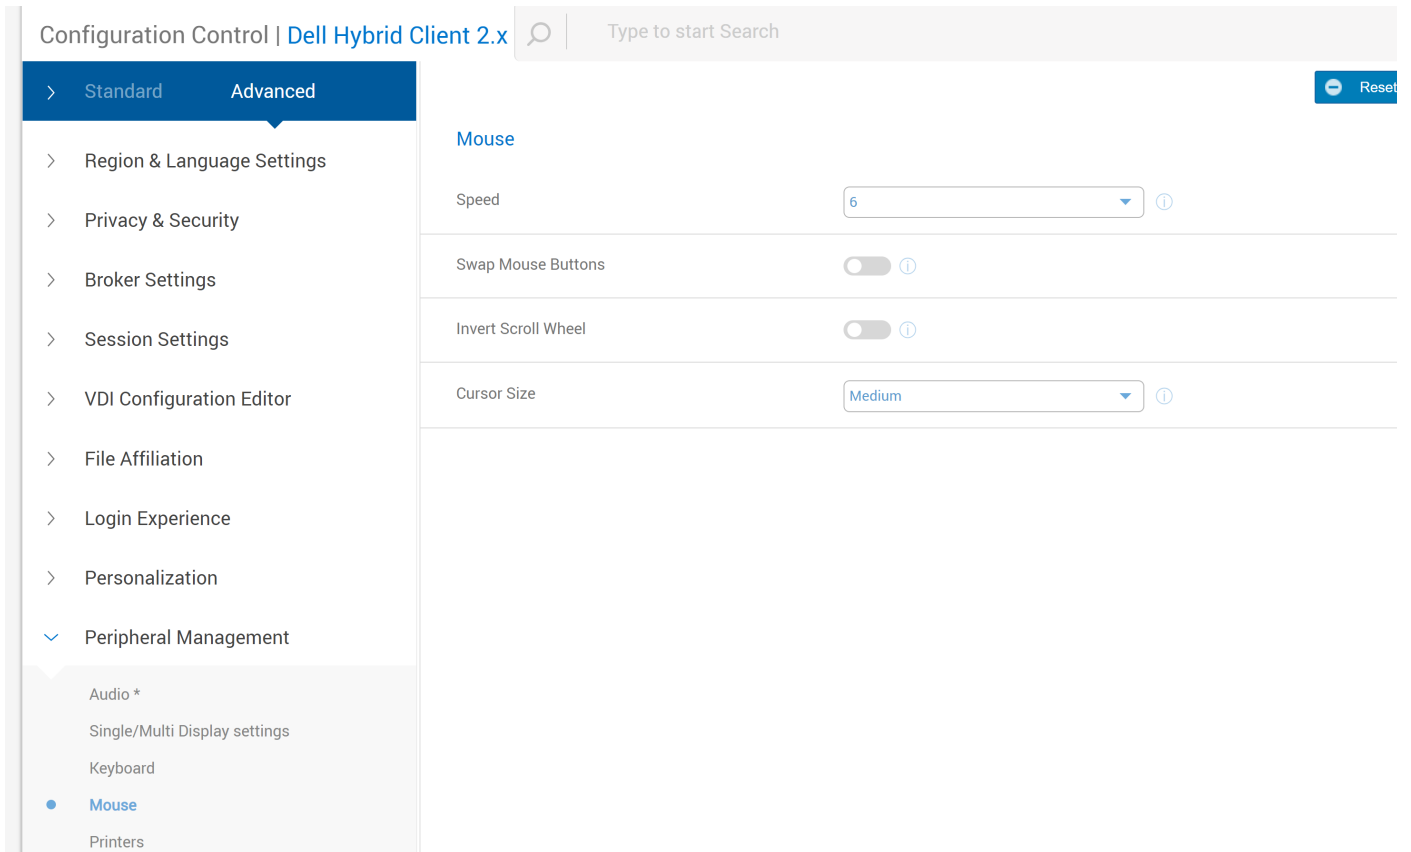 Configuration Control | Dell Hybrid Client 2.x
Type to start Search
Standard
Advanced
Reset
Region & Language Settings
Privacy & Security
Broker Settings
Session Settings
VDI Configuration Editor
File Affiliation
Login Experience
Personalization
Peripheral Management
Audio *
Single/Multi Display settings
Keyboard
Mouse
Printers
Mouse
Speed
6
Swap Mouse Buttons
Invert Scroll Wheel
Cursor Size
Medium